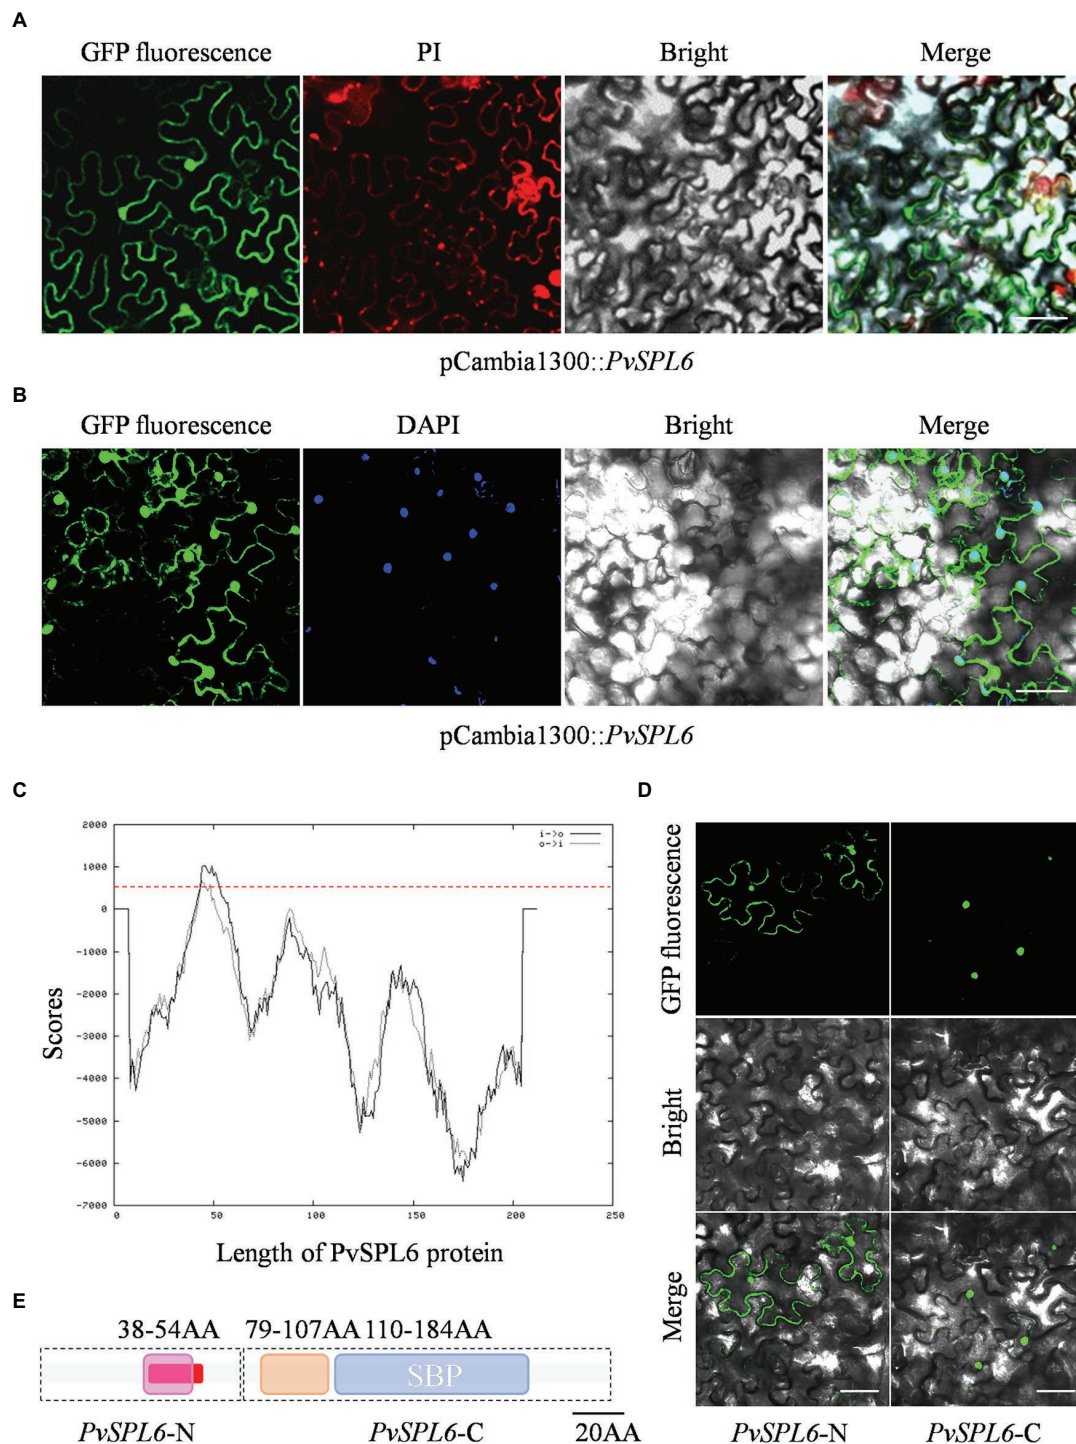 A
GFP fluorescence PI Bright Merge
pCambia1300::PvSPL6
B
GFP fluorescence DAPI Bright Merge
pCambia1300::PvSPL6
C
2000
1000
0
-1000
-2000
-3000
-4000
-5000
-6000
-7000
i->o
o->i
0 50 100 150 200 250
Scores
Length of PvSPL6 protein
D
GFP fluorescence
Bright
Merge
PvSPL6-N PvSPL6-C
E
38-54AA 79-107AA 110-184AA
SBP
PvSPL6-N PvSPL6-C 20AA